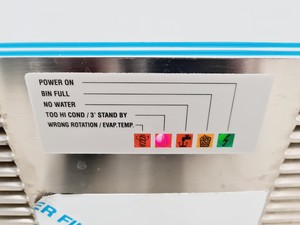 POWER ON
BIN FULL
NO WATER
TOO HI COND / 3' STAND BY
WRONG ROTATION / EVAP. TEMP.